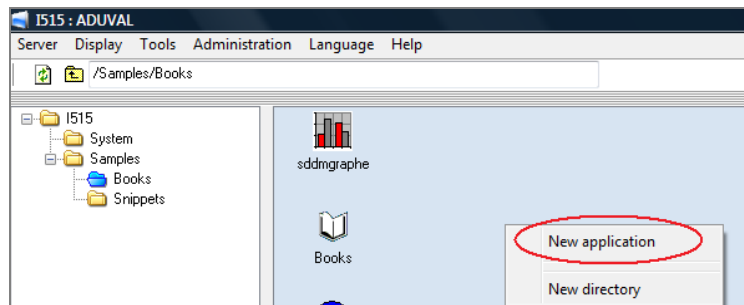 I515 : ADUVAL
Server Display Tools Administration Language Help
/Samples/Books
I515
System
Samples
Books
Snippets
sddmgraphe
Books
New application
New directory